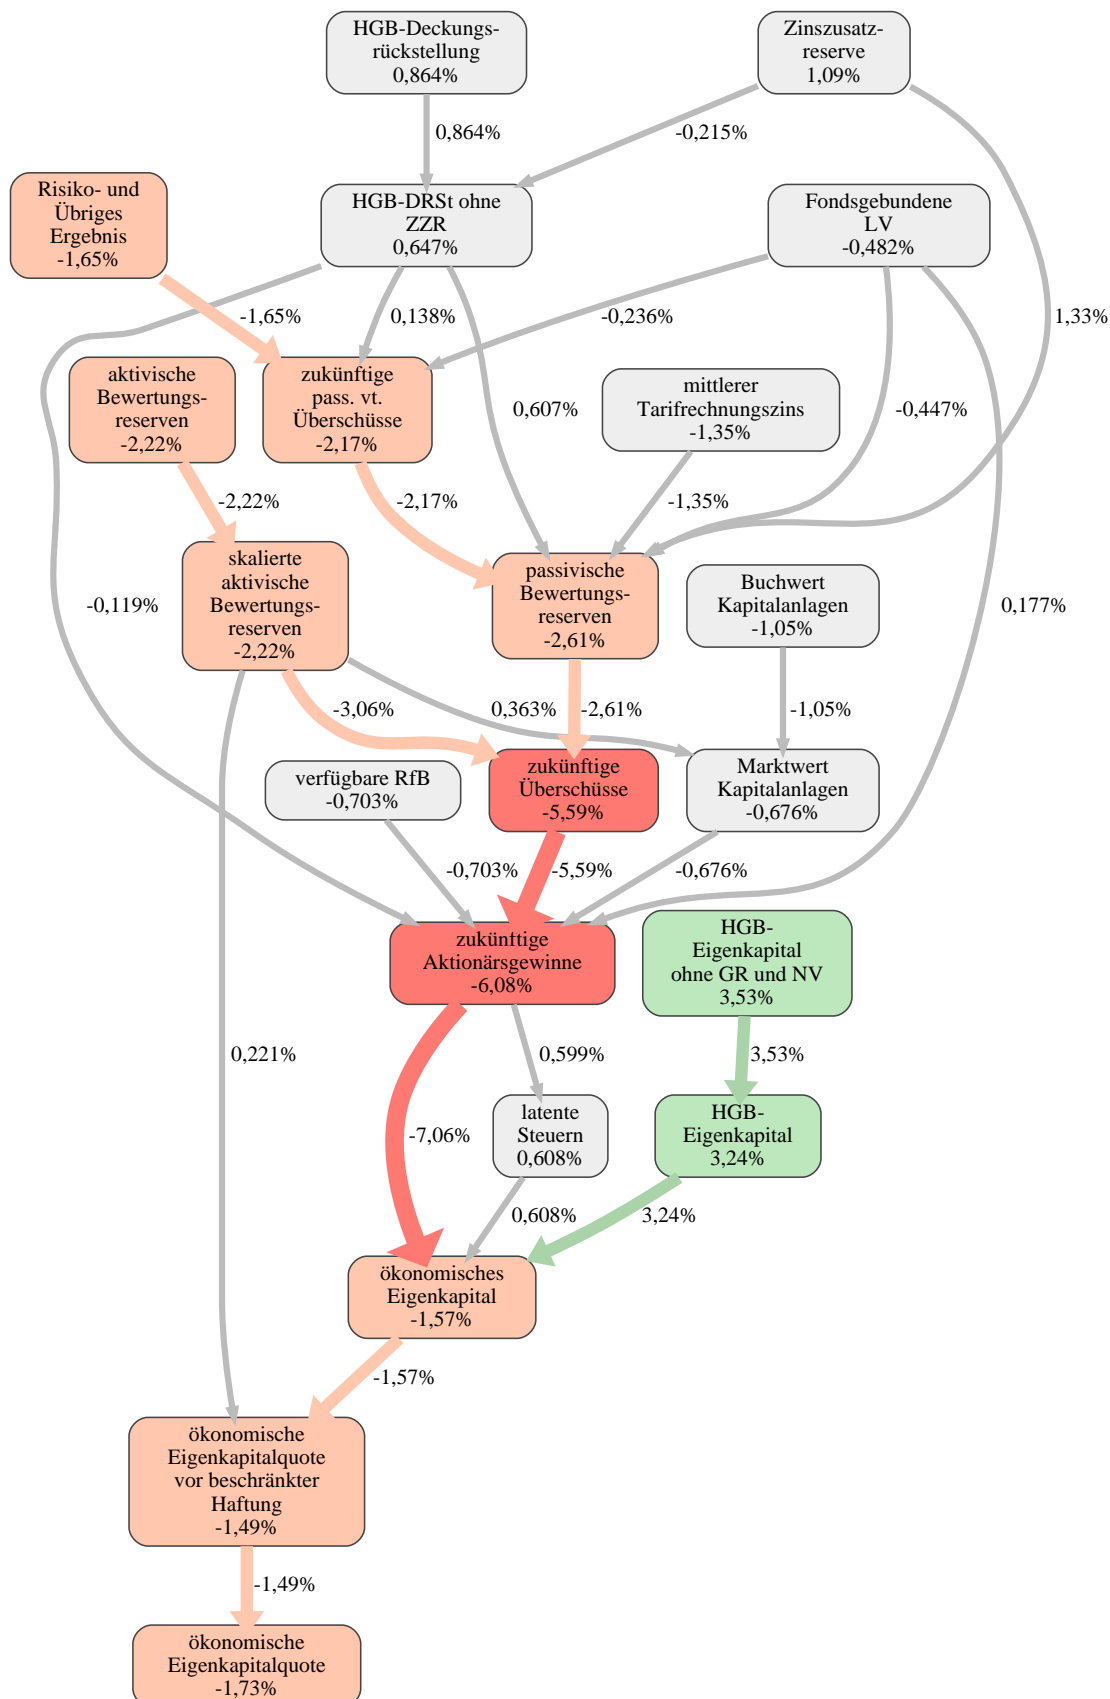 HGB-Deckungs-
rückstellung
0,864%
Zinszusatz-
reserve
1,09%
0,864%
-0,215%
Risiko- und
Übriges
Ergebnis
-1,65%
HGB-DRSt ohne
ZZR
0,647%
Fondsgebundene
LV
-0,482%
-1,65%
0,138%
-0,236%
1,33%
aktivische
Bewertungs-
reserven
-2,22%
zukünftige
pass. vt.
Überschüsse
-2,17%
mittlerer
Tarifrechnungszins
-1,35%
0,607%
-0,447%
-2,22%
-2,17%
-1,35%
skalierte
aktivische
Bewertungs-
reserven
-2,22%
passivische
Bewertungs-
reserven
-2,61%
Buchwert
Kapitalanlagen
-1,05%
-0,119%
0,177%
-3,06%
0,363%
-2,61%
-1,05%
verfügbare RfB
-0,703%
zukünftige
Überschüsse
-5,59%
Marktwert
Kapitalanlagen
-0,676%
-0,703%
-5,59%
-0,676%
zukünftige
Aktionärsgewinne
-6,08%
HGB-
Eigenkapital
ohne GR und NV
3,53%
0,221%
0,599%
3,53%
latente
Steuern
0,608%
HGB-
Eigenkapital
3,24%
-7,06%
0,608%
3,24%
ökonomisches
Eigenkapital
-1,57%
-1,57%
ökonomische
Eigenkapitalquote
vor beschränkter
Haftung
-1,49%
-1,49%
ökonomische
Eigenkapitalquote
-1,73%